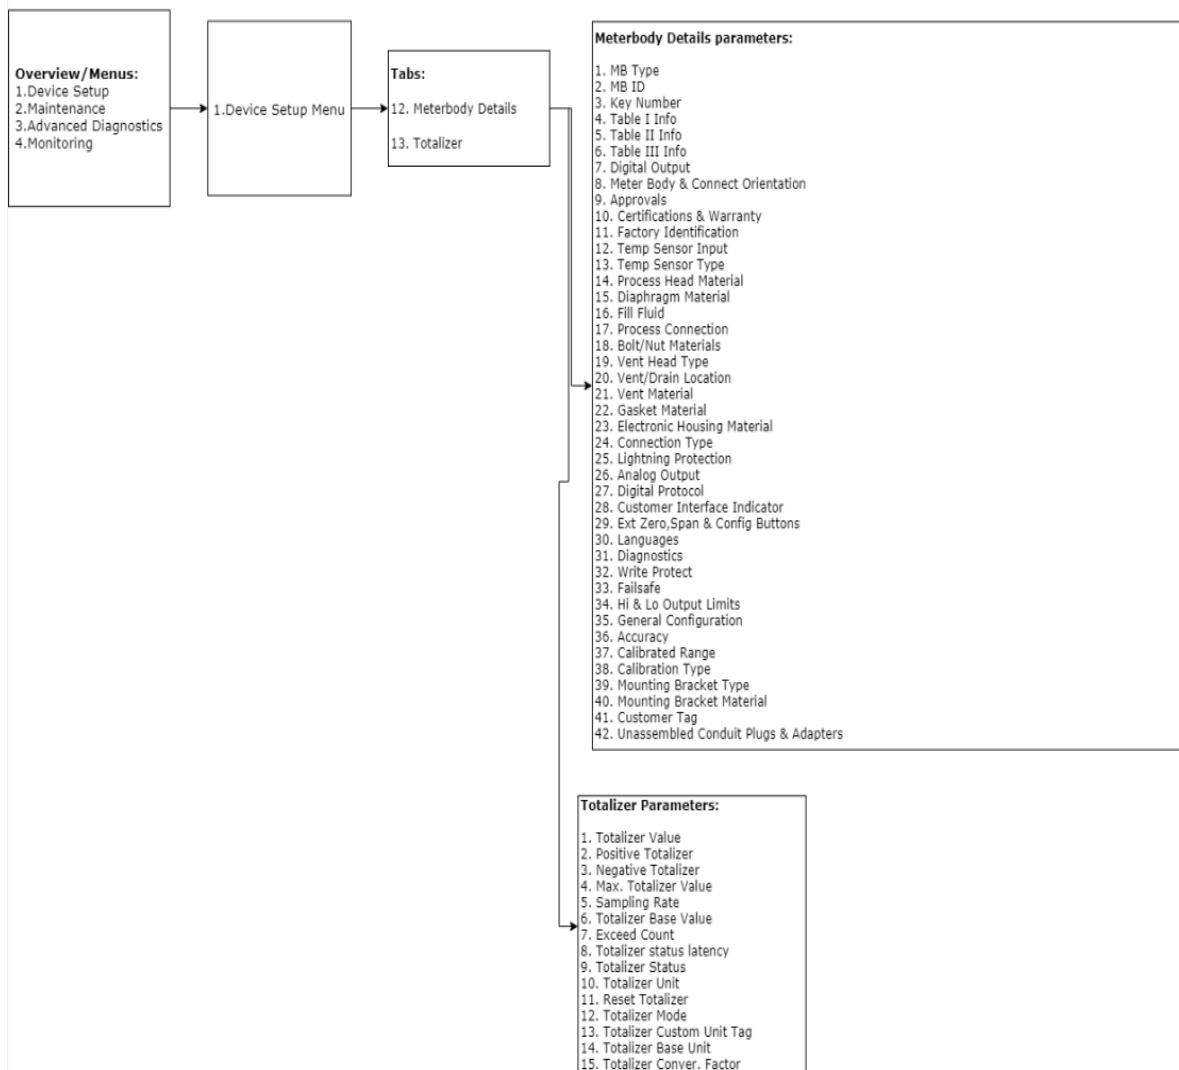 Overview/Menus:
1.Device Setup
2.Maintenance
3.Advanced Diagnostics
4.Monitoring
1.Device Setup Menu
Tabs:
12. Meterbody Details
13. Totalizer
Meterbody Details parameters:
1. MB Type
2. MB ID
3. Key Number
4. Table I Info
5. Table II Info
6. Table III Info
7. Digital Output
8. Meter Body & Connect Orientation
9. Approvals
10. Certifications & Warranty
11. Factory Identification
12. Temp Sensor Input
13. Temp Sensor Type
14. Process Head Material
15. Diaphragm Material
16. Fill Fluid
17. Process Connection
18. Bolt/Nut Materials
19. Vent Head Type
20. Vent/Drain Location
21. Vent Material
22. Gasket Material
23. Electronic Housing Material
24. Connection Type
25. Lightning Protection
26. Analog Output
27. Digital Protocol
28. Customer Interface Indicator
29. Ext Zero,Span & Config Buttons
30. Languages
31. Diagnostics
32. Write Protect
33. Failsafe
34. Hi & Lo Output Limits
35. General Configuration
36. Accuracy
37. Calibrated Range
38. Calibration Type
39. Mounting Bracket Type
40. Mounting Bracket Material
41. Customer Tag
42. Unassembled Conduit Plugs & Adapters
Totalizer Parameters:
1. Totalizer Value
2. Positive Totalizer
3. Negative Totalizer
4. Max. Totalizer Value
5. Sampling Rate
6. Totalizer Base Value
7. Exceed Count
8. Totalizer status latency
9. Totalizer Status
10. Totalizer Unit
11. Reset Totalizer
12. Totalizer Mode
13. Totalizer Custom Unit Tag
14. Totalizer Base Unit
15. Totalizer Conver. Factor